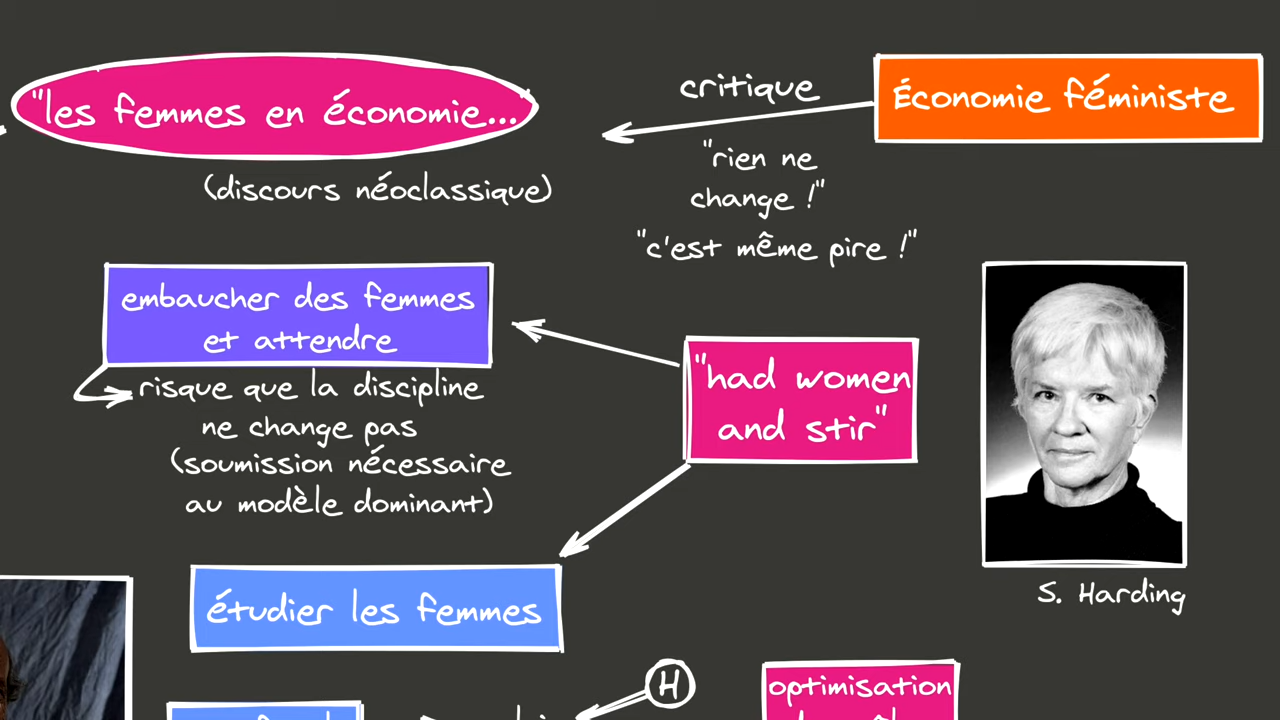 "les femmes en économie..."
(discours néoclassique)
critique
Économie féministe
"rien ne
change !"
"c'est même pire !"
embaucher des femmes
et attendre
risque que la discipline
ne change pas
(soumission nécessaire
au modèle dominant)
"had women
and stir"
S. Harding
étudier les femmes
H
optimisation